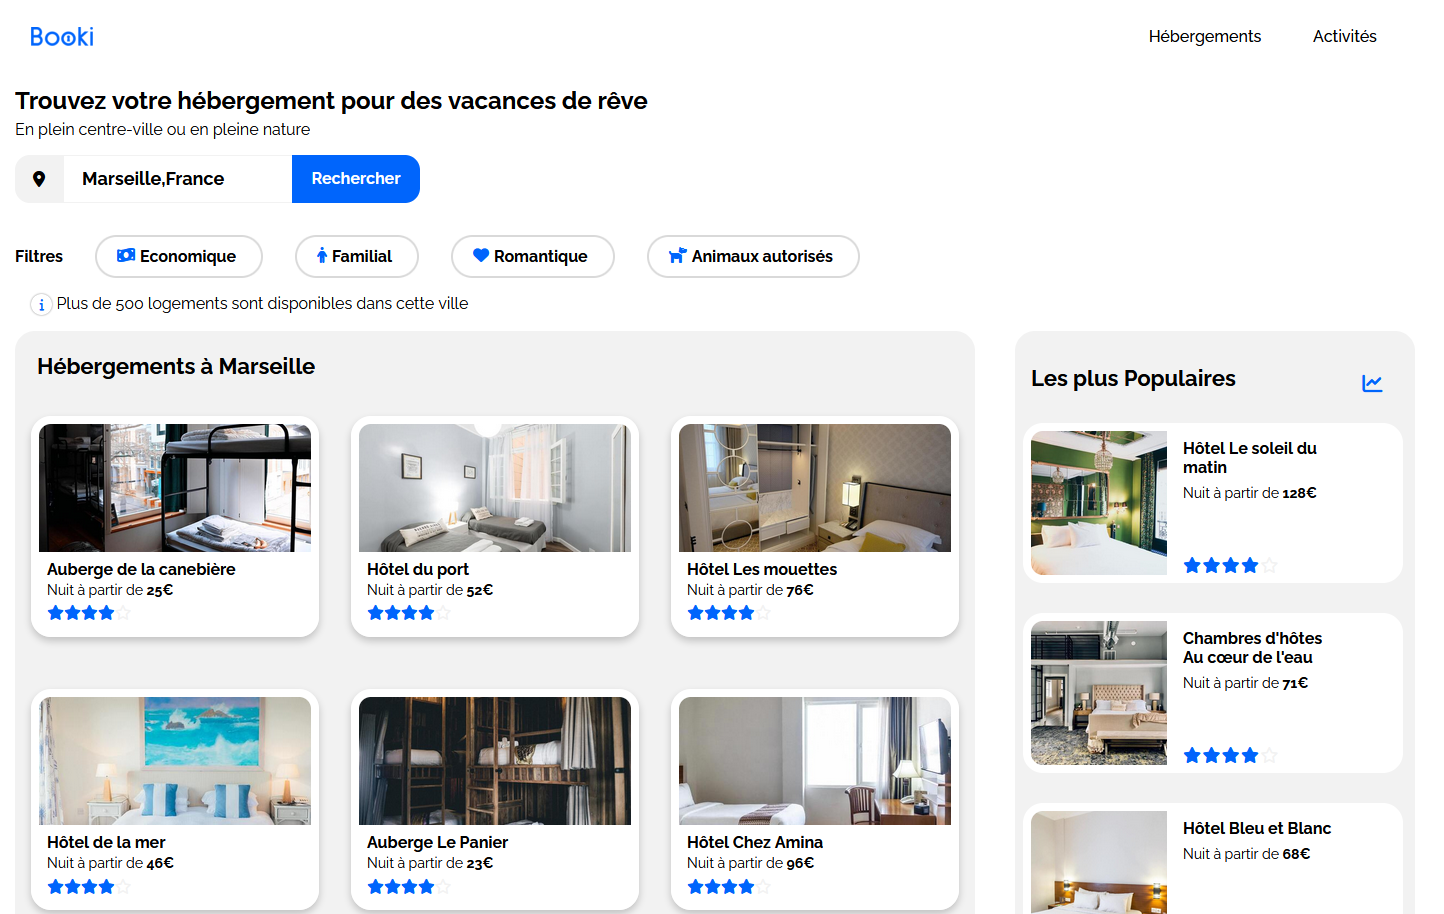 Booki
Hébergements
Activités
Trouvez votre hébergement pour des vacances de rêve
En plein centre-ville ou en pleine nature
Marseille,France
Rechercher
Filtres
Economique
Familial
Romantique
Animaux autorisés
Plus de 500 logements sont disponibles dans cette ville
Hébergements à Marseille
Auberge de la canebière
Nuit à partir de 25€
Hôtel du port
Nuit à partir de 52€
Hôtel Les mouettes
Nuit à partir de 76€
Hôtel de la mer
Nuit à partir de 46€
Auberge Le Panier
Nuit à partir de 23€
Hôtel Chez Amina
Nuit à partir de 96€
Les plus Populaires
Hôtel Le soleil du
matin
Nuit à partir de 128€
Chambres d'hôtes
Au cœur de l'eau
Nuit à partir de 71€
Hôtel Bleu et Blanc
Nuit à partir de 68€